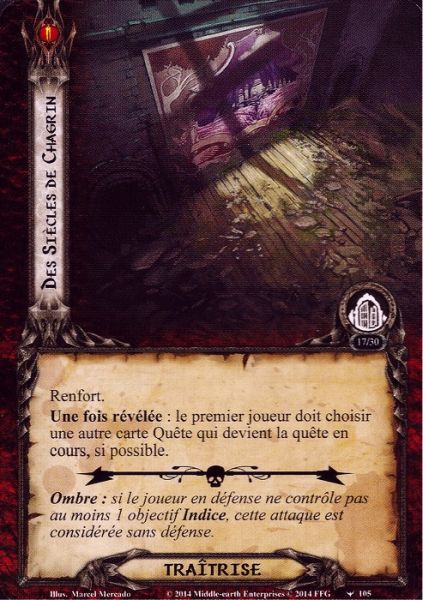 DES SIÈCLES DE CHAGRIN
17/30
Renfort.
Une fois révélée : le premier joueur doit choisir
une autre carte Quête qui devient la quête en
cours, si possible.
Ombre : si le joueur en défense ne contrôle pas
au moins 1 objectif Indice, cette attaque est
considérée sans défense.
TRAÎTRISE
Illus. Marcel Mercado © 2014 Middle-earth Enterprises © 2014 FFG 105